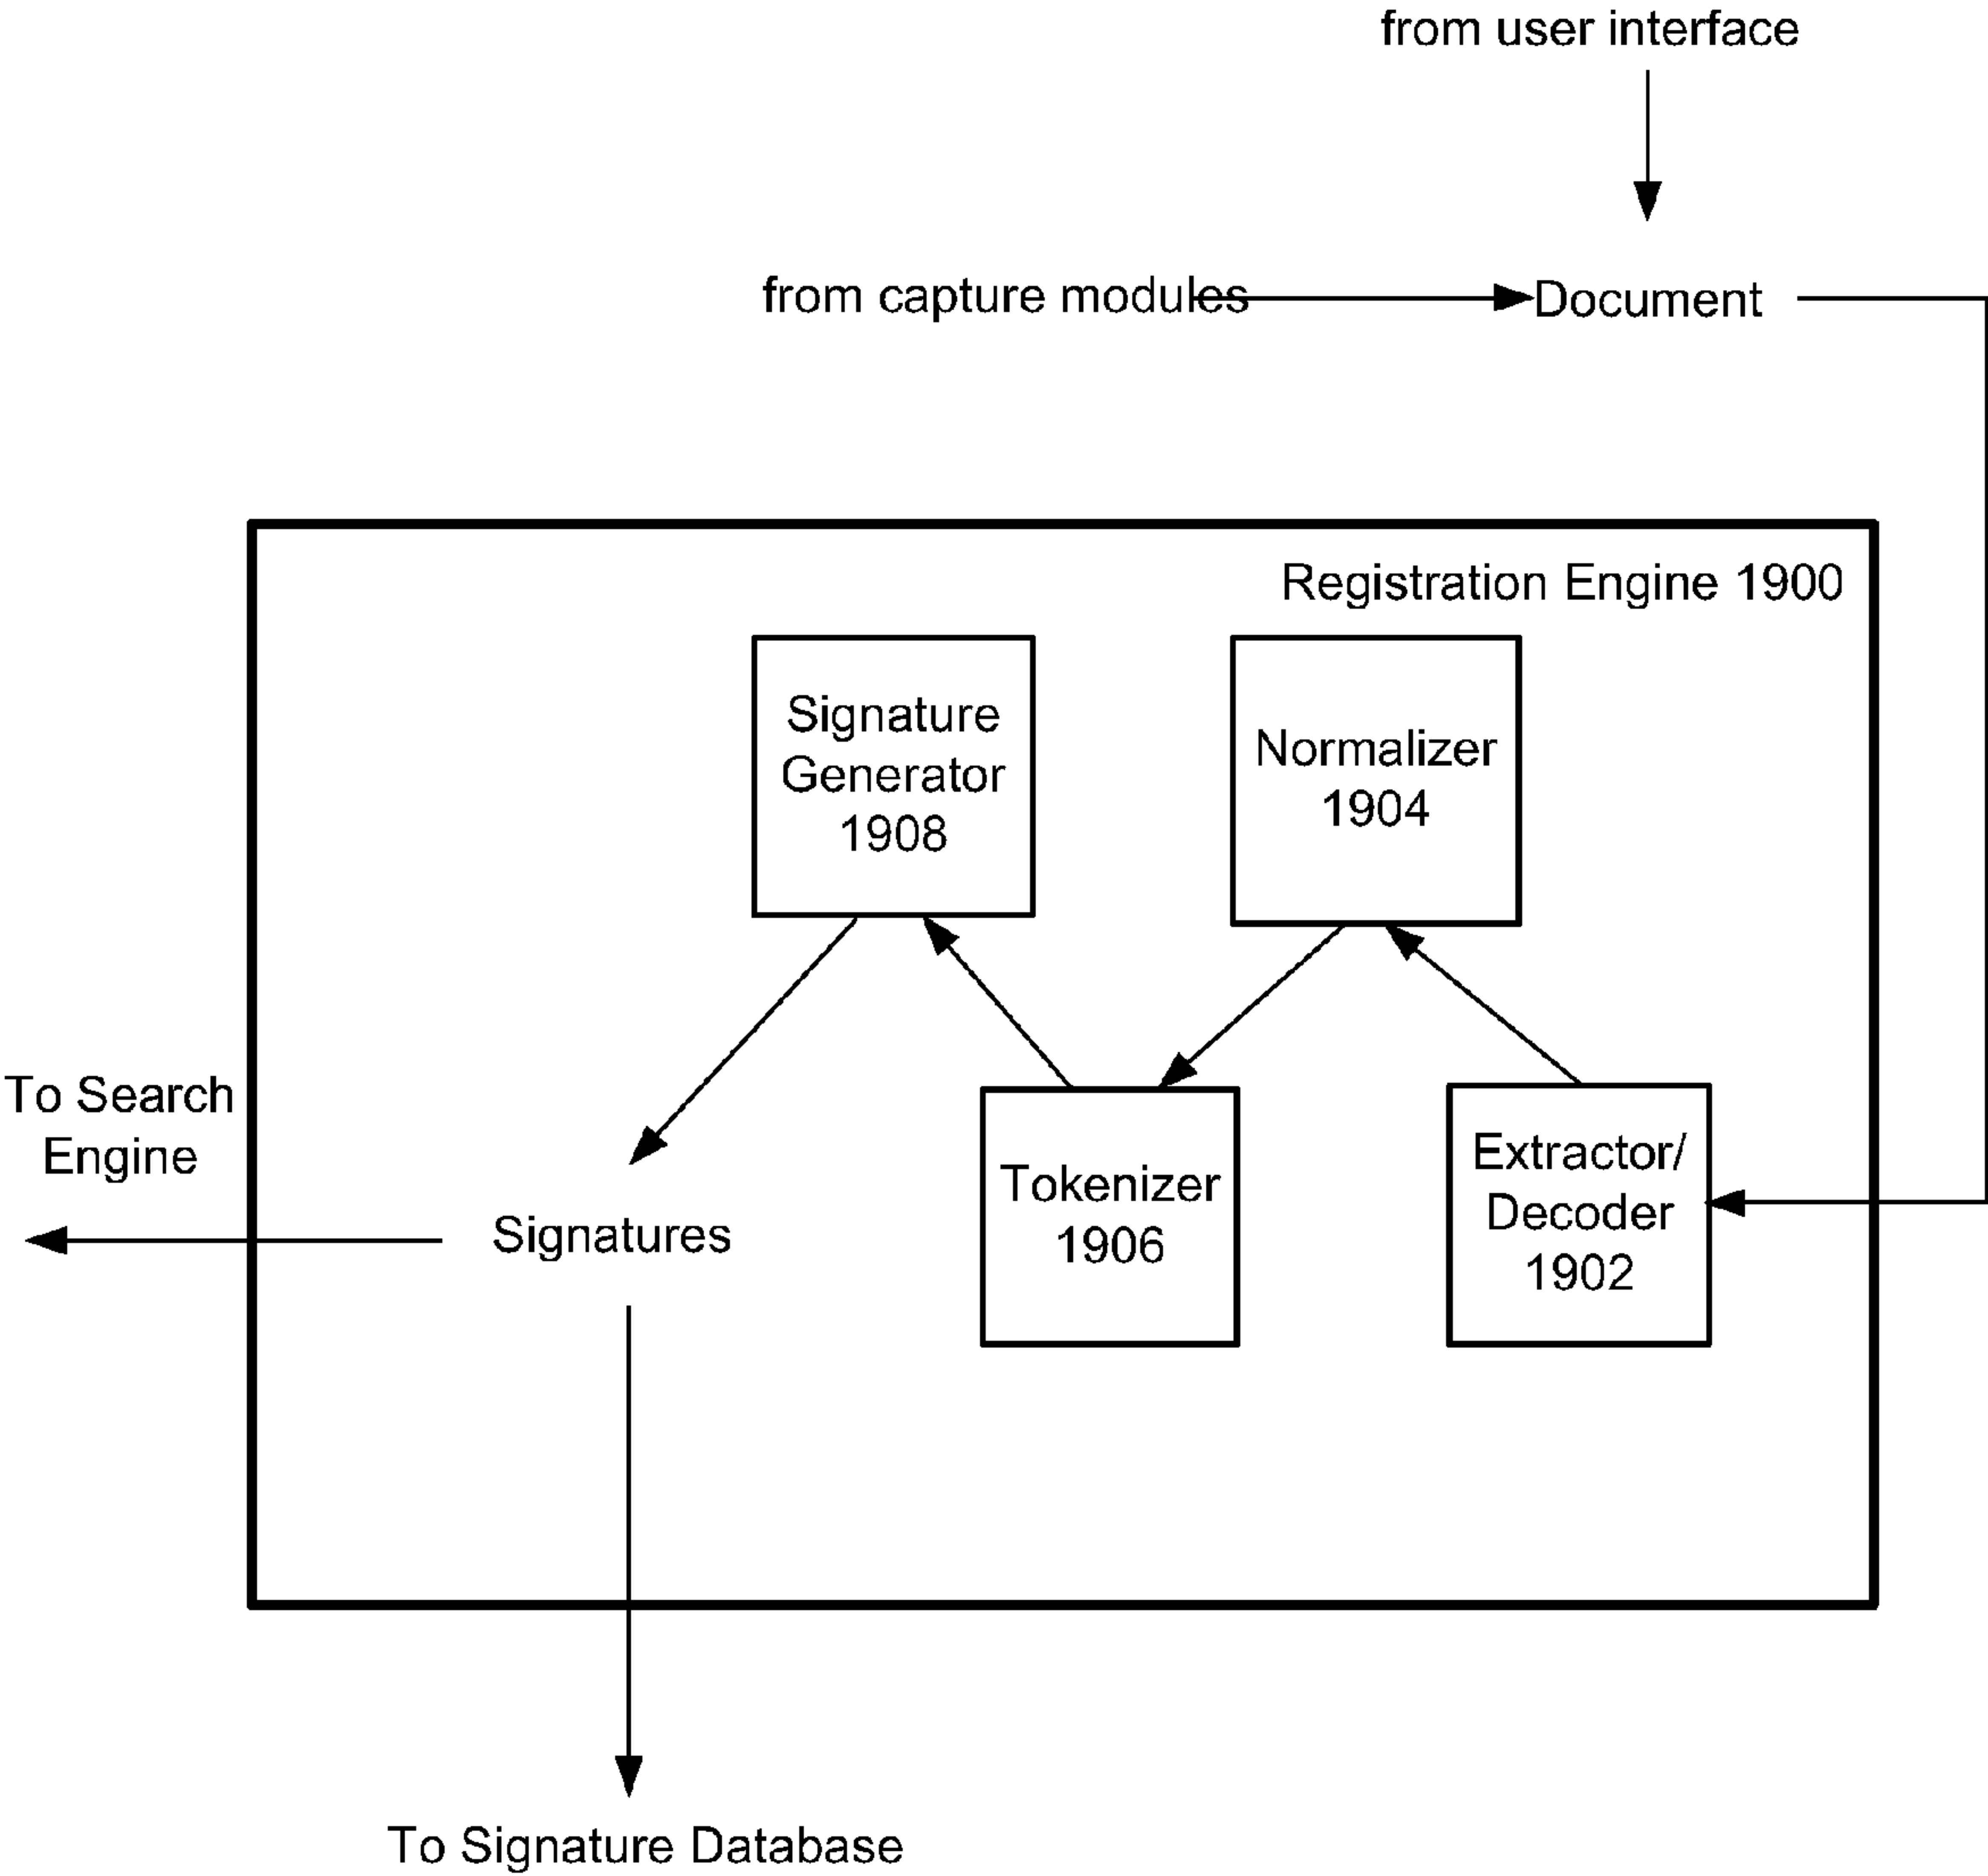 from user interface
from capture modules
Document
Registration Engine 1900
Signature
Generator
1908
Normalizer
1904
To Search
Engine
Signatures
Tokenizer
1906
Extractor/
Decoder
1902
To Signature Database